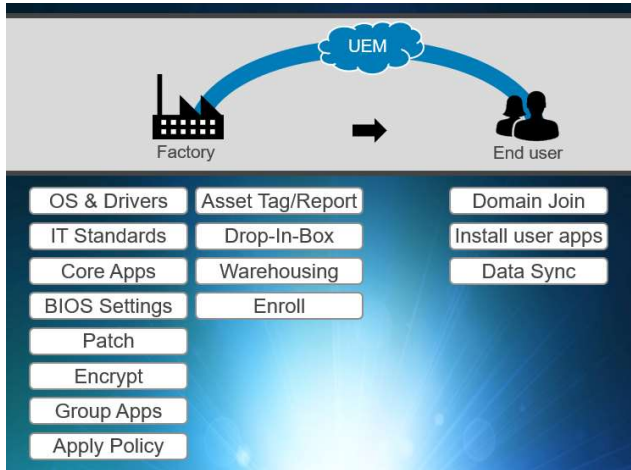 UEM
Factory
End user
OS & Drivers
IT Standards
Core Apps
BIOS Settings
Patch
Encrypt
Group Apps
Apply Policy
Asset Tag/Report
Drop-In-Box
Warehousing
Enroll
Domain Join
Install user apps
Data Sync